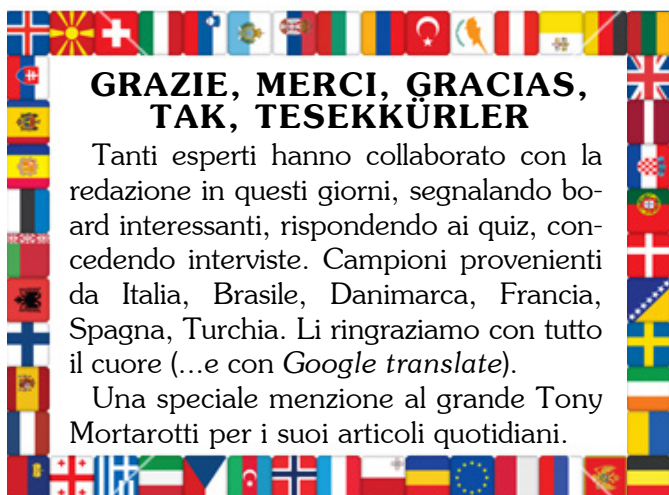 GRAZIE, MERCI, GRACIAS,
TAK, TESEKKÜRLER
Tanti esperti hanno collaborato con la
redazione in questi giorni, segnalando bo-
ard interessanti, rispondendo ai quiz, con-
cedendo interviste. Campioni provenienti
da Italia, Brasile, Danimarca, Francia,
Spagna, Turchia. Li ringraziamo con tutto
il cuore (...e con Google translate).
Una speciale menzione al grande Tony
Mortarotti per i suoi articoli quotidiani.